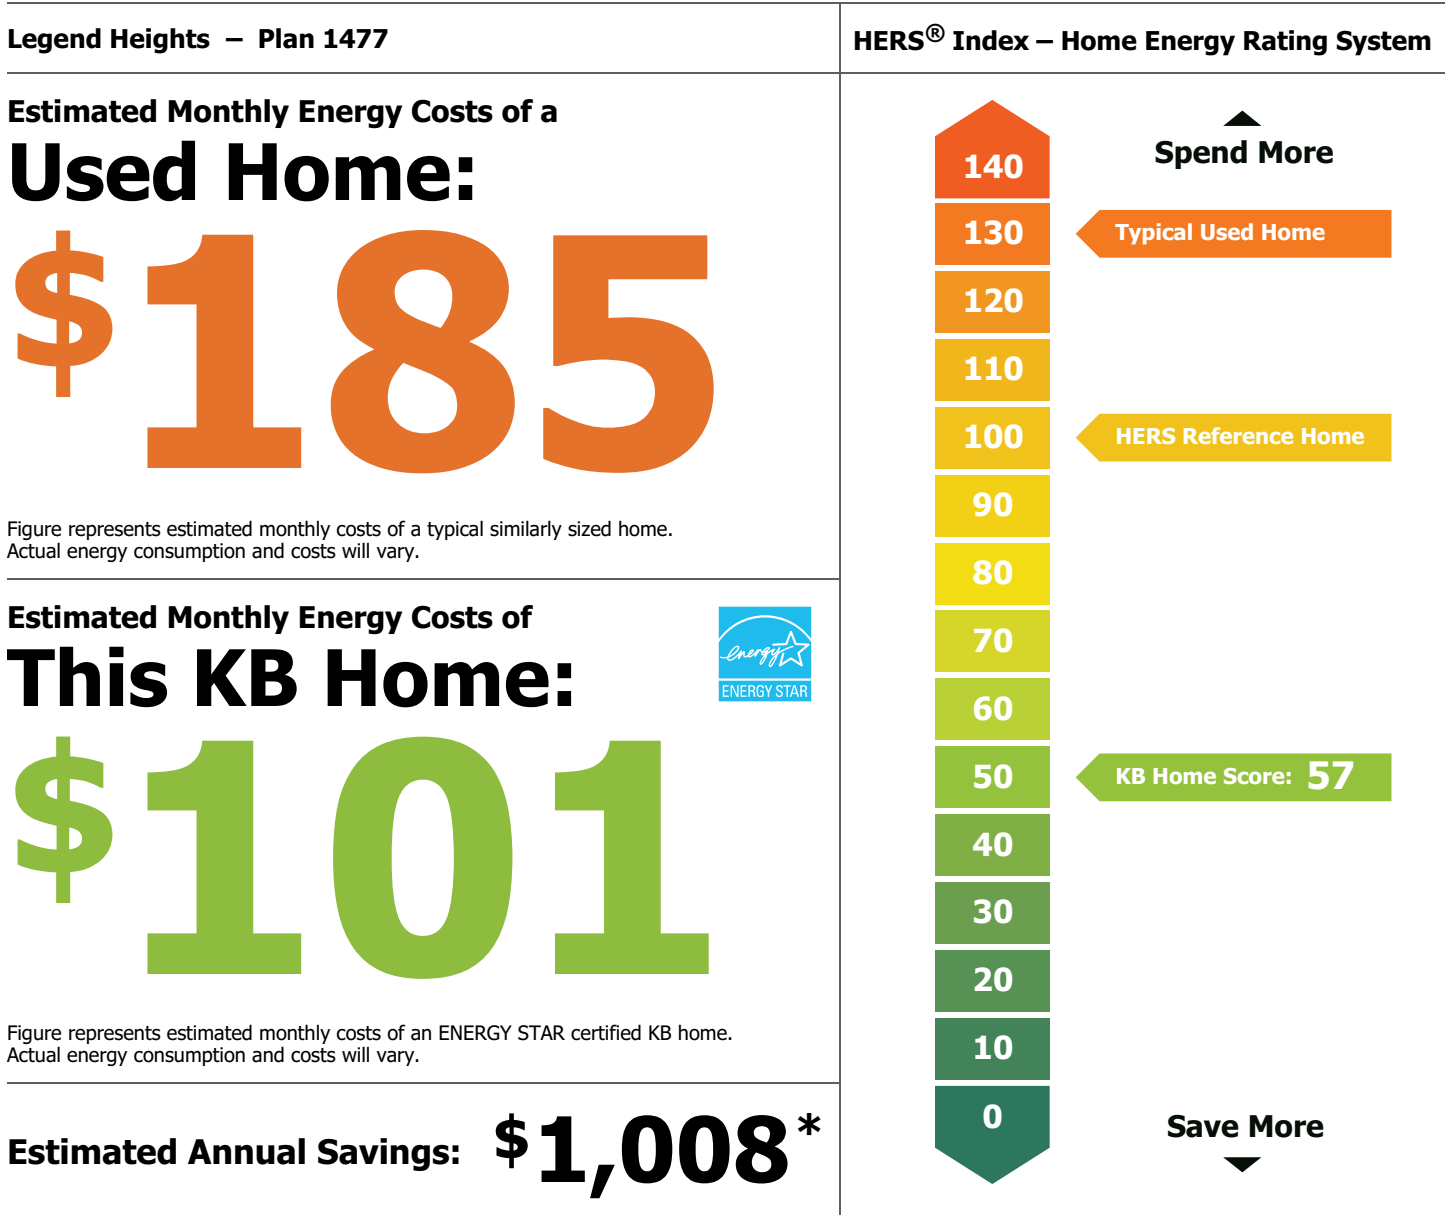 Legend Heights – Plan 1477
Estimated Monthly Energy Costs of a
Used Home:
$185
Figure represents estimated monthly costs of a typical similarly sized home.
Actual energy consumption and costs will vary.
Estimated Monthly Energy Costs of
This KB Home:
energy
ENERGY STAR
$101
Figure represents estimated monthly costs of an ENERGY STAR certified KB home.
Actual energy consumption and costs will vary.
Estimated Annual Savings: $1,008*
HERS® Index – Home Energy Rating System
Spend More
140
130 Typical Used Home
120
110
100 HERS Reference Home
90
80
70
60
50 KB Home Score: 57
40
30
20
10
0
Save More